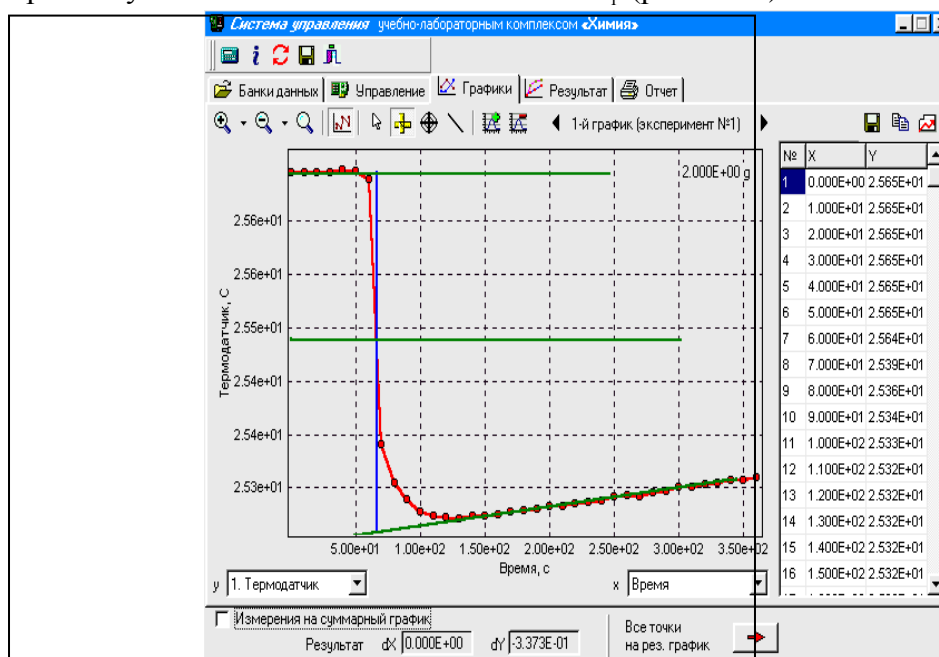 Система управления учебно-лабораторным комплексом «Химия»
Банки данных Управление Графики Результат Отчет
1-й график (эксперимент №1)
2.000E+00 g
2.56e+01
2.56e+01
2.55e+01
2.54e+01
2.54e+01
2.53e+01
Термодатчик, С
5.00e+01 1.00e+02 1.50e+02 2.00e+02 2.50e+02 3.00e+02 3.50e+02
Время, с
y 1. Термодатчик x Время
№ X Y
1 0.000E+00 2.565E+01
2 1.000E+01 2.565E+01
3 2.000E+01 2.565E+01
4 3.000E+01 2.565E+01
5 4.000E+01 2.565E+01
6 5.000E+01 2.565E+01
7 6.000E+01 2.564E+01
8 7.000E+01 2.539E+01
9 8.000E+01 2.536E+01
10 9.000E+01 2.534E+01
11 1.000E+02 2.533E+01
12 1.100E+02 2.532E+01
13 1.200E+02 2.532E+01
14 1.300E+02 2.532E+01
15 1.400E+02 2.532E+01
16 1.500E+02 2.532E+01
Измерения на суммарный график
Результат dX 0.000E+00 dY -3.373E-01
Все точки
на рез. график